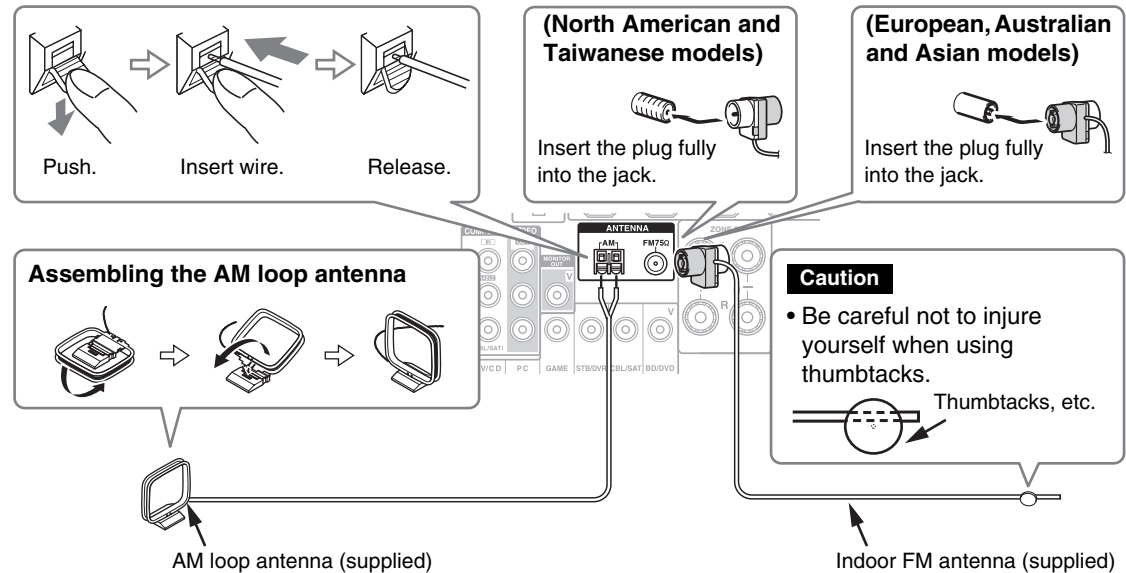 (North American and
Taiwanese models)
Insert the plug fully
into the jack.
(European, Australian
and Asian models)
Insert the plug fully
into the jack.
Push.
Insert wire.
Release.
ANTENNA
AM
FM75Ω
IN
MONITOR
OUT
V
V
R
PC
GAME
STB/DVR
CBL/SAT
BD/DVD
Assembling the AM loop antenna
Caution
• Be careful not to injure
yourself when using
thumbtacks.
Thumbtacks, etc.
AM loop antenna (supplied)
Indoor FM antenna (supplied)